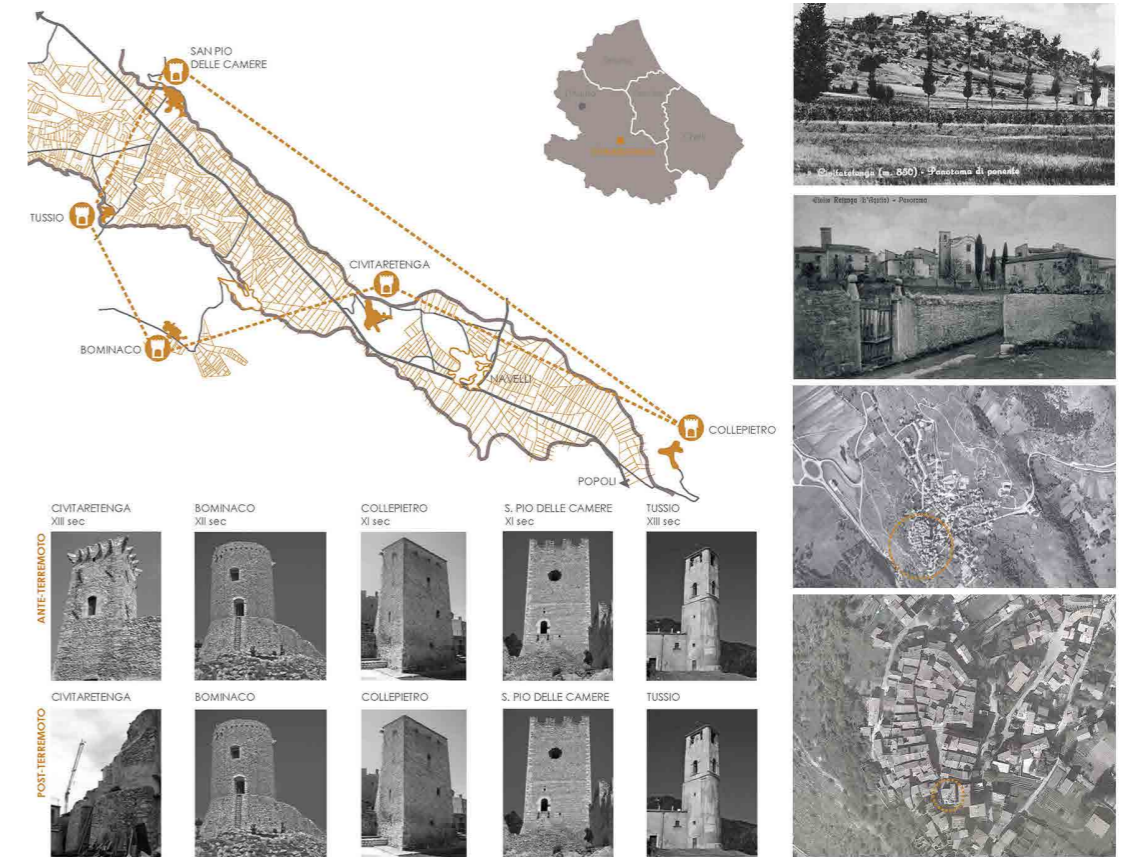 SAN PIO
DELLE CAMERE
TUSSIO
CIVITARETENGA
BOMINACO
NAVELLI
COLLEPIETRO
POPOLI
Civitaretenga (m. 850) - Panorama di ponente
(L'Aquila) - Panorama
CIVITARETENGA
XIII sec
BOMINACO
XII sec
COLLEPIETRO
XI sec
S. PIO DELLE CAMERE
XI sec
TUSSIO
XIII sec
ANTE-TERREMOTO
CIVITARETENGA
BOMINACO
COLLEPIETRO
S. PIO DELLE CAMERE
TUSSIO
POST-TERREMOTO